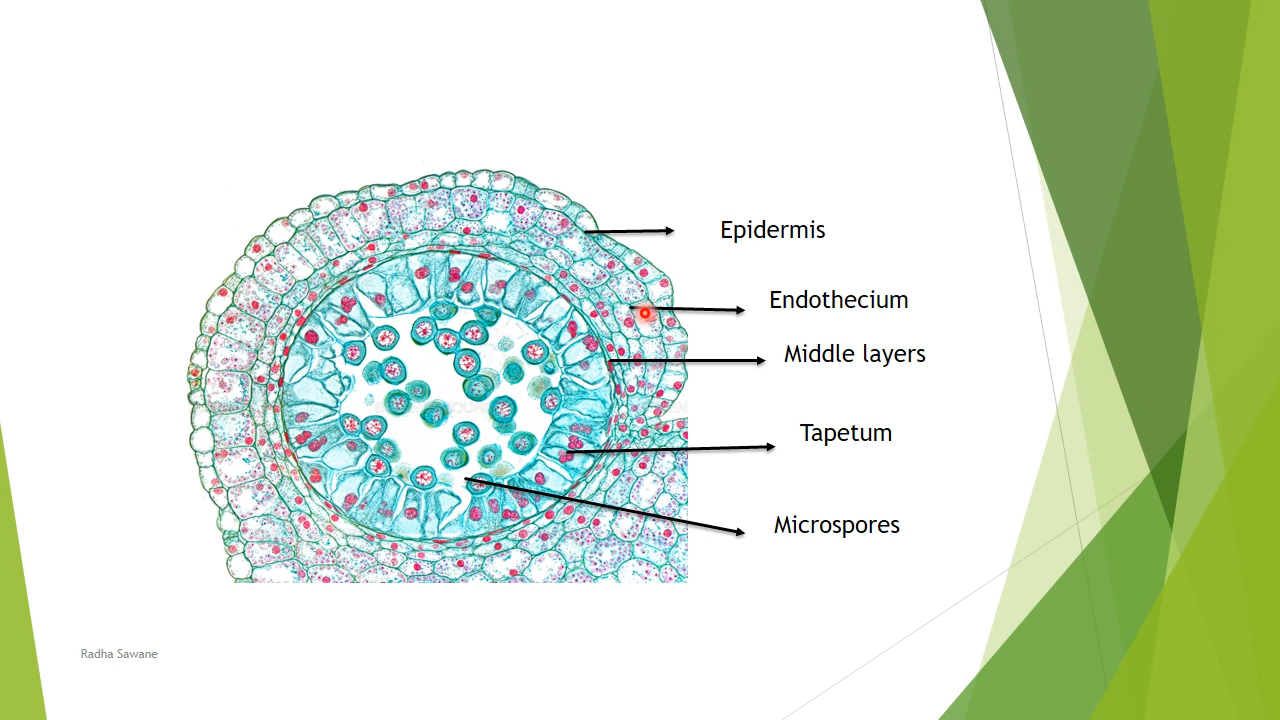 Epidermis
Endothecium
Middle layers
Tapetum
Microspores
Radha Sawane